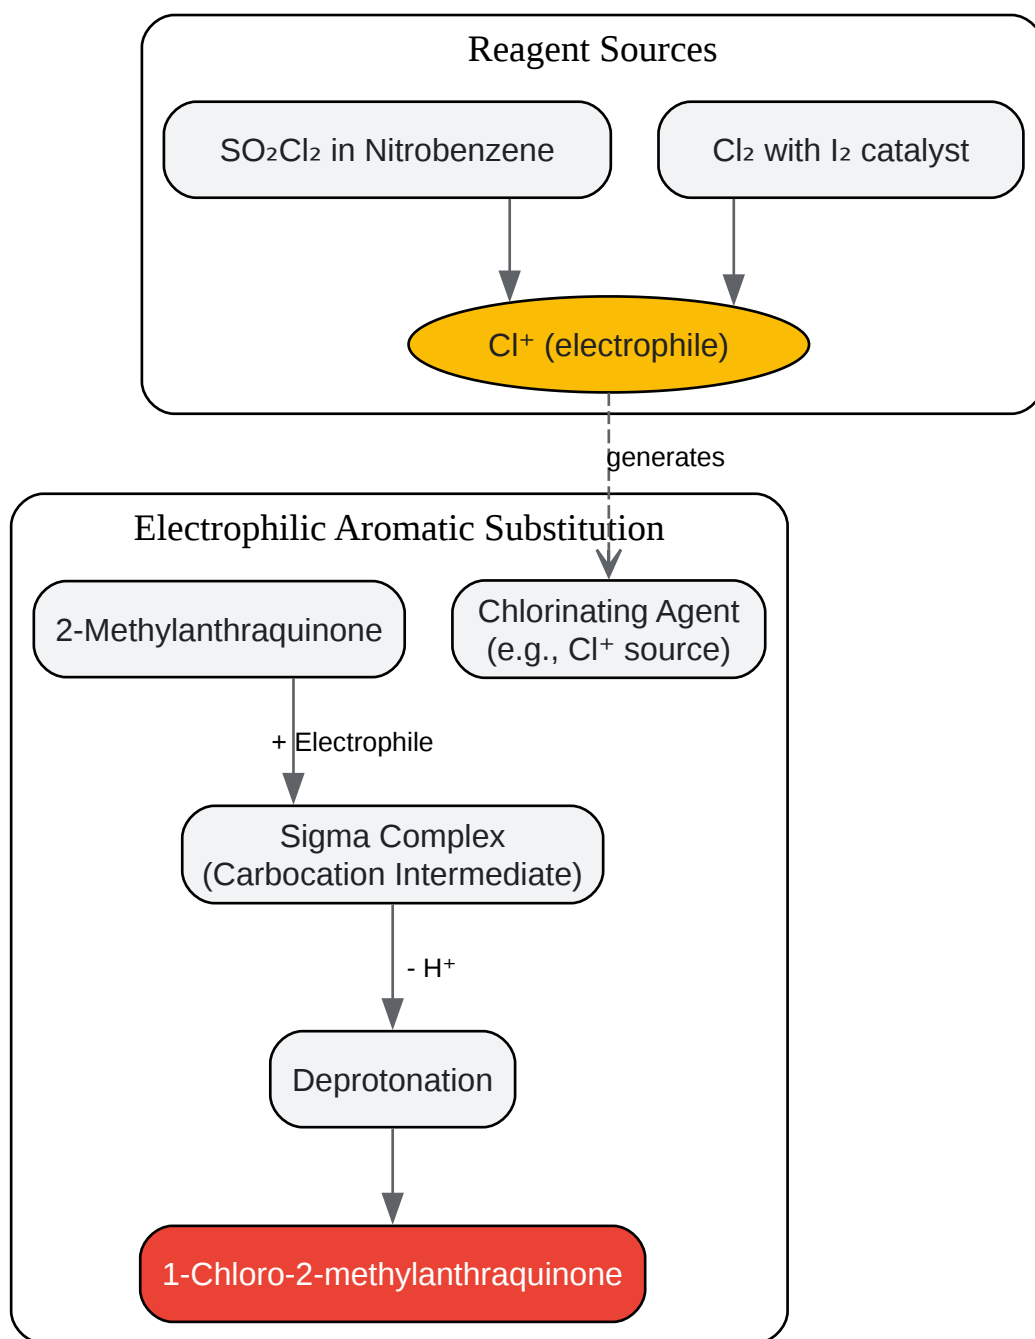 Reagent Sources
SO₂Cl₂ in Nitrobenzene
Cl₂ with I₂ catalyst
Cl⁺ (electrophile)
generates
Electrophilic Aromatic Substitution
2-Methylanthraquinone
Chlorinating Agent
(e.g., Cl⁺ source)
+ Electrophile
Sigma Complex
(Carbocation Intermediate)
- H⁺
Deprotonation
1-Chloro-2-methylanthraquinone